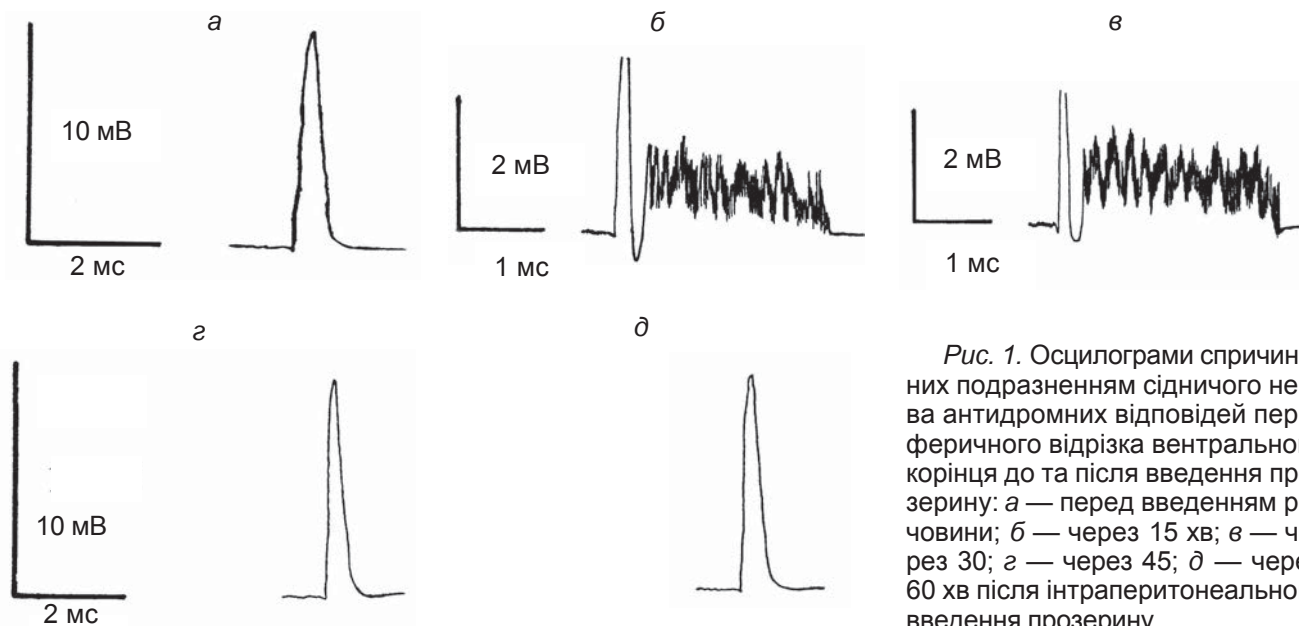 а
б
в
10 мВ
2 мс
2 мВ
1 мс
2 мВ
1 мс
г
д
10 мВ
2 мс
Рис. 1. Осцилограми спричин
них подразненням сідничого не
ва антидромних відповідей пер
феричного відрізка вентрально
корінця до та після введення пр
зерину: а — перед введенням р
човини; б — через 15 хв; в — ч
рез 30; г — через 45; д — чере
60 хв після інтраперитонеально
введення прозерину